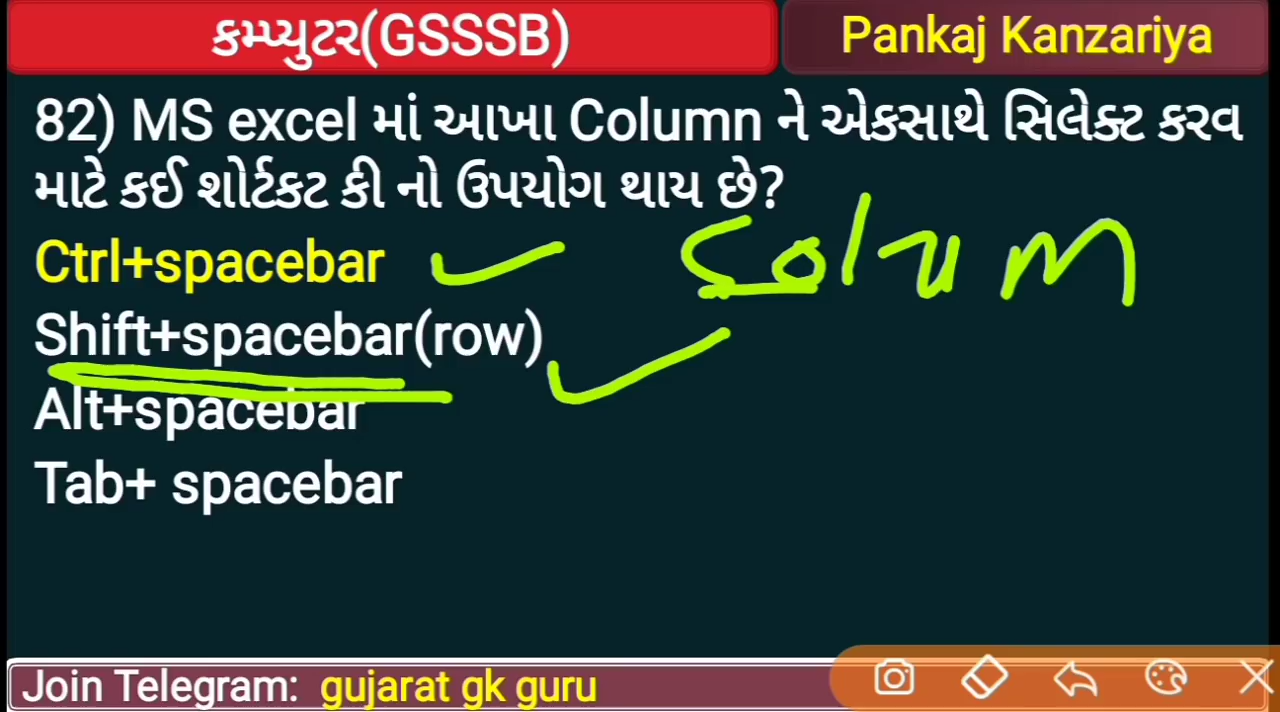 કમ્પ્યુટર(GSSSB)
Pankaj Kanzariya
82) MS excel માં આખા Column ને એકસાથે સિલેક્ટ કરવ
માટે કઈ શોર્ટકટ કી નો ઉપયોગ થાય છે?
Ctrl+spacebar
Shift+spacebar(row)
Alt+spacebar
Tab+ spacebar
Join Telegram: gujarat gk guru